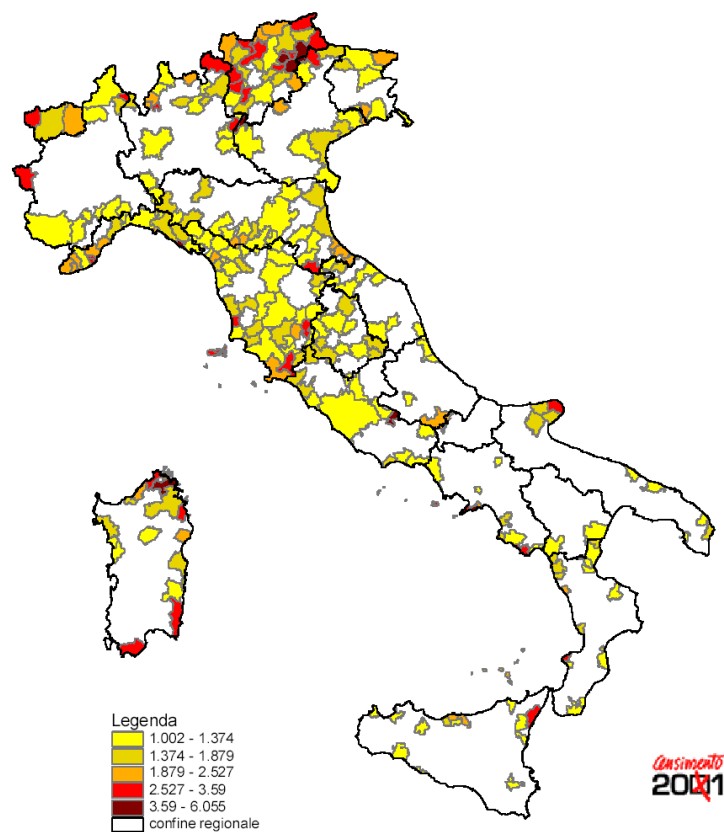 Legenda
1.002 - 1.374
1.374 - 1.879
1.879 - 2.527
2.527 - 3.59
3.59 - 6.055
confine regionale
Censimento
2001